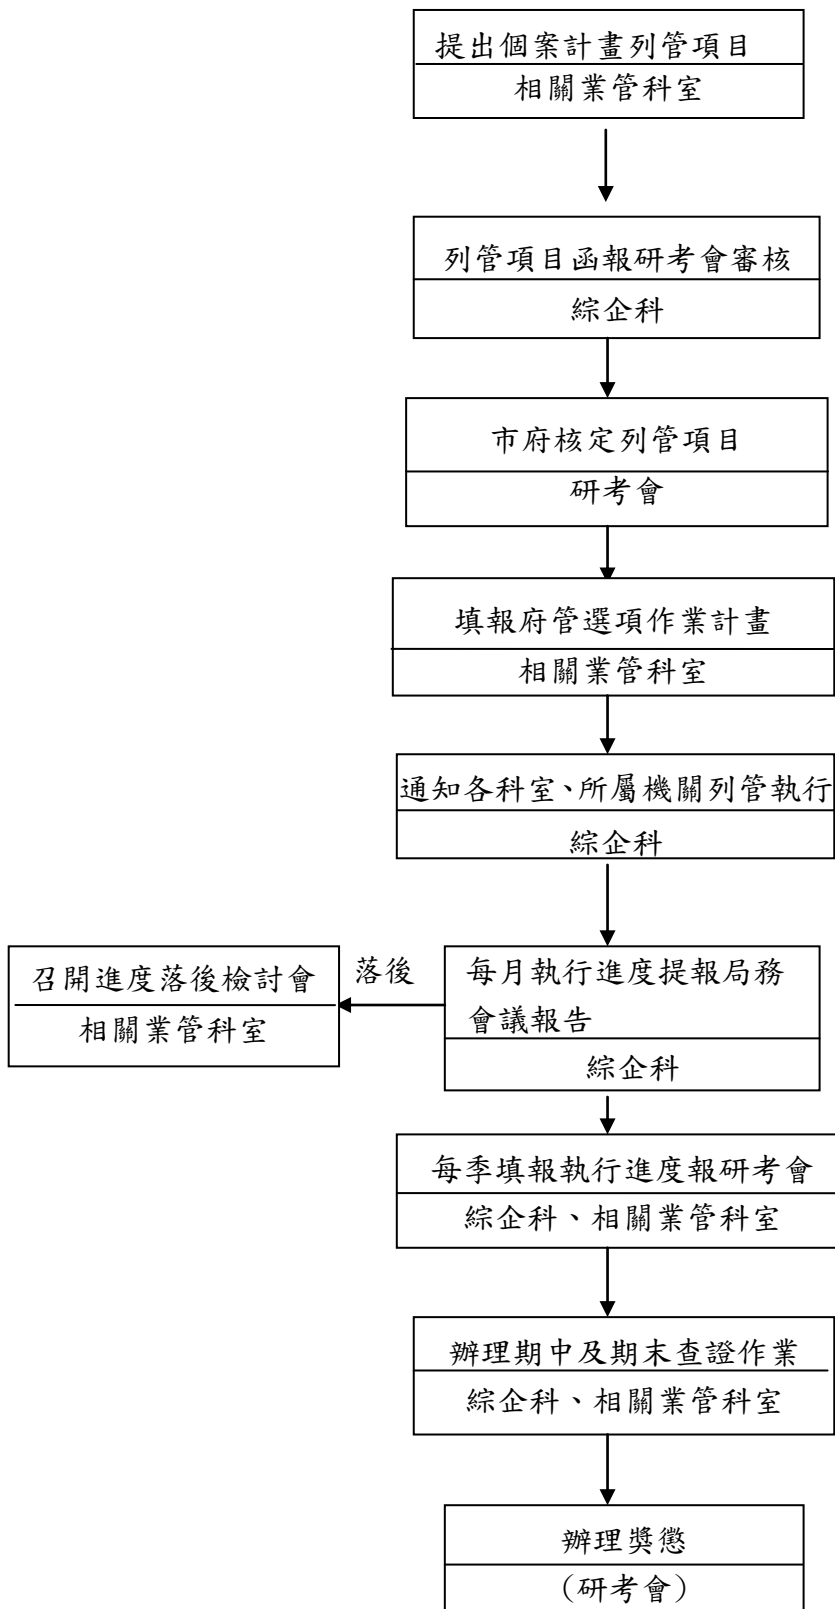 提出個案計畫列管項目
相關業管科室
列管項目函報研考會審核
綜企科
市府核定列管項目
研考會
填報府管選項作業計畫
相關業管科室
通知各科室、所屬機關列管執行
綜企科
召開進度落後檢討會
相關業管科室
落後
每月執行進度提報局務
會議報告
綜企科
每季填報執行進度報研考會
綜企科、相關業管科室
辦理期中及期末查證作業
綜企科、相關業管科室
辦理獎懲
(研考會)